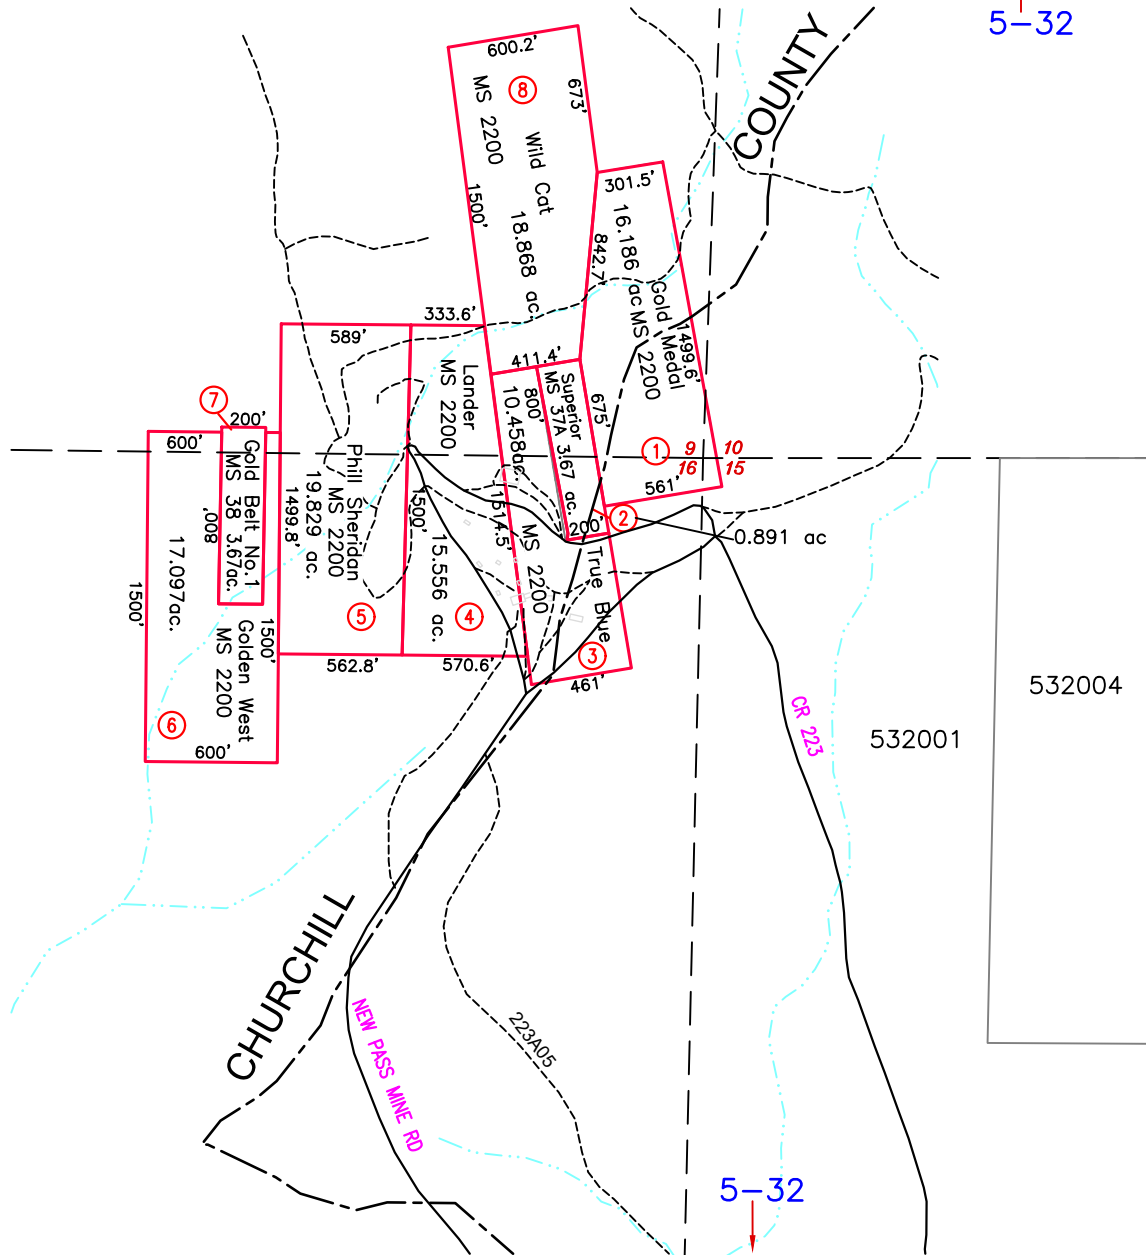 5-32
COUNTY
600.2'
8
673'
MS 2200
Wild Cat
18.868 ac.
1500'
301.5'
16.186 ac
842.7'
Gold Medal
MS 2200
1499.6'
333.6'
589'
411.4'
Lander
MS 2200
10.458ac.
800'
Superior
MS 37A 3.67 ac.
675'
7
200'
600'
1
9
10
16
15
561'
Gold Belt No.1
MS 38 3.67ac.
800'
Phill Sheridan
MS 2200
19.829 ac.
1499.8'
1514.5'
2
200'
0.891 ac
MS 2200
True Blue
15.556 ac.
17.097ac.
1500'
5
4
1500'
Golden West
MS 2200
3
562.8'
570.6'
461'
6
600'
532004
532001
CR 223
CHURCHILL
NEW PASS MINE RD
223A05
5-32